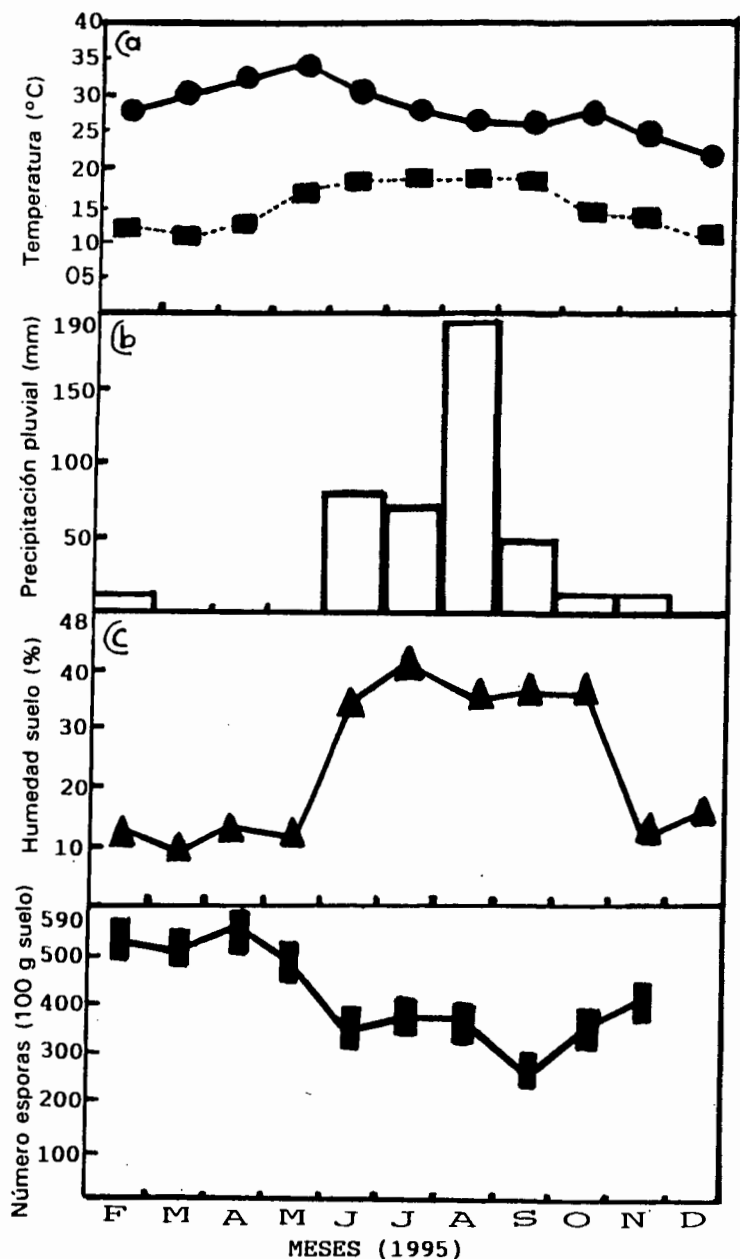 (a
Temperatura (°C)
40
35
30
25
20
15
10
05
(b
Precipitación pluvial (mm)
190
150
100
50
(c
Humedad suelo (%)
48
40
30
20
10
Número esporas (100 g suelo)
590
500
400
300
200
100
F M A M J J A S O N D
MESES (1995)